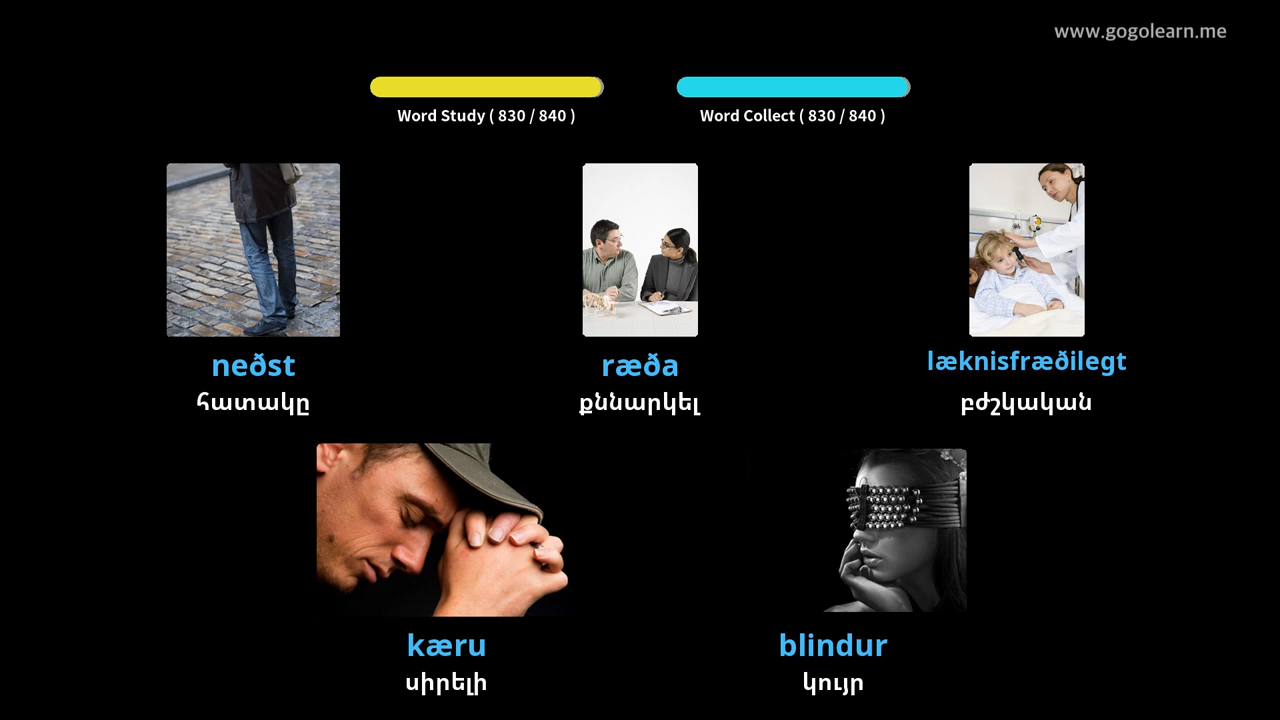 www.gogolearn.me
Word Study ( 830 / 840 )
Word Collect ( 830 / 840 )
neðst
ræða
læknisfræðilegt
հատակը
քննարկել
բժշկական
kæru
blindur
սիրելի
կույր